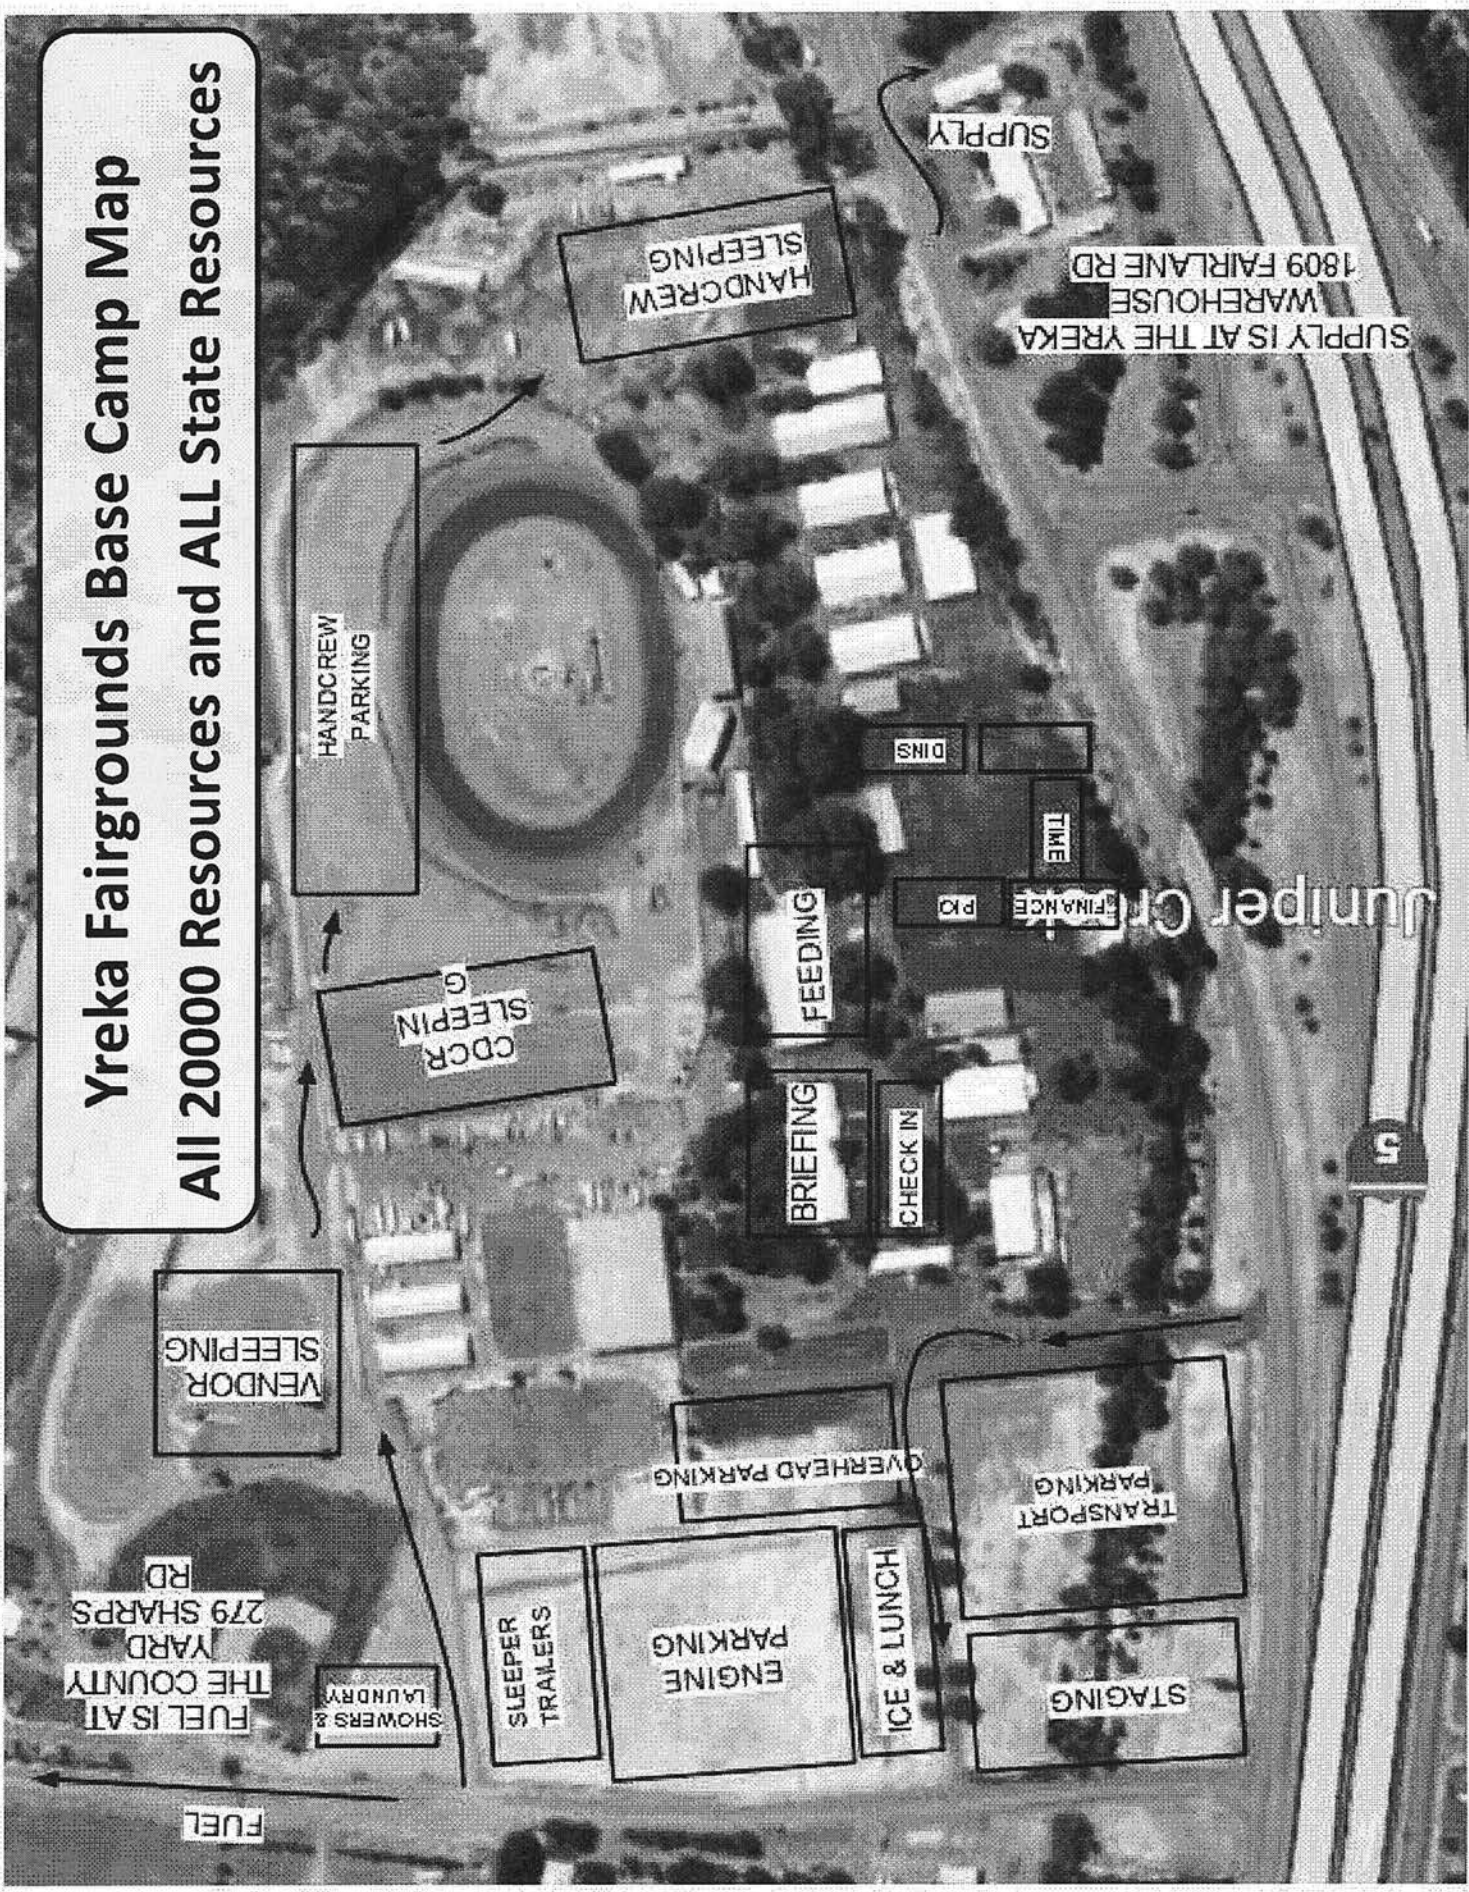 Yreka Fairgrounds Base Camp Map
All 20000 Resources and ALL State Resources
FUEL
FUEL IS AT
THE COUNTY
YARD
279 SHARPS
RD
SHOWERS &
LAUNDRY
VENDOR
SLEEPING
SLEEPER
TRAILERS
ENGINE
PARKING
ICE & LUNCH
STAGING
TRANSPORT
PARKING
OVERHEAD PARKING
CDCR
SLEEPIN
G
HANDCREW
PARKING
BRIEFING
CHECK IN
FEEDING
PIO
FINANCE
TIME
DINS
HANDCREW
SLEEPING
SUPPLY
SUPPLY IS AT THE YREKA
WAREHOUSE
1809 FAIRLANE RD
Juniper Creek
5